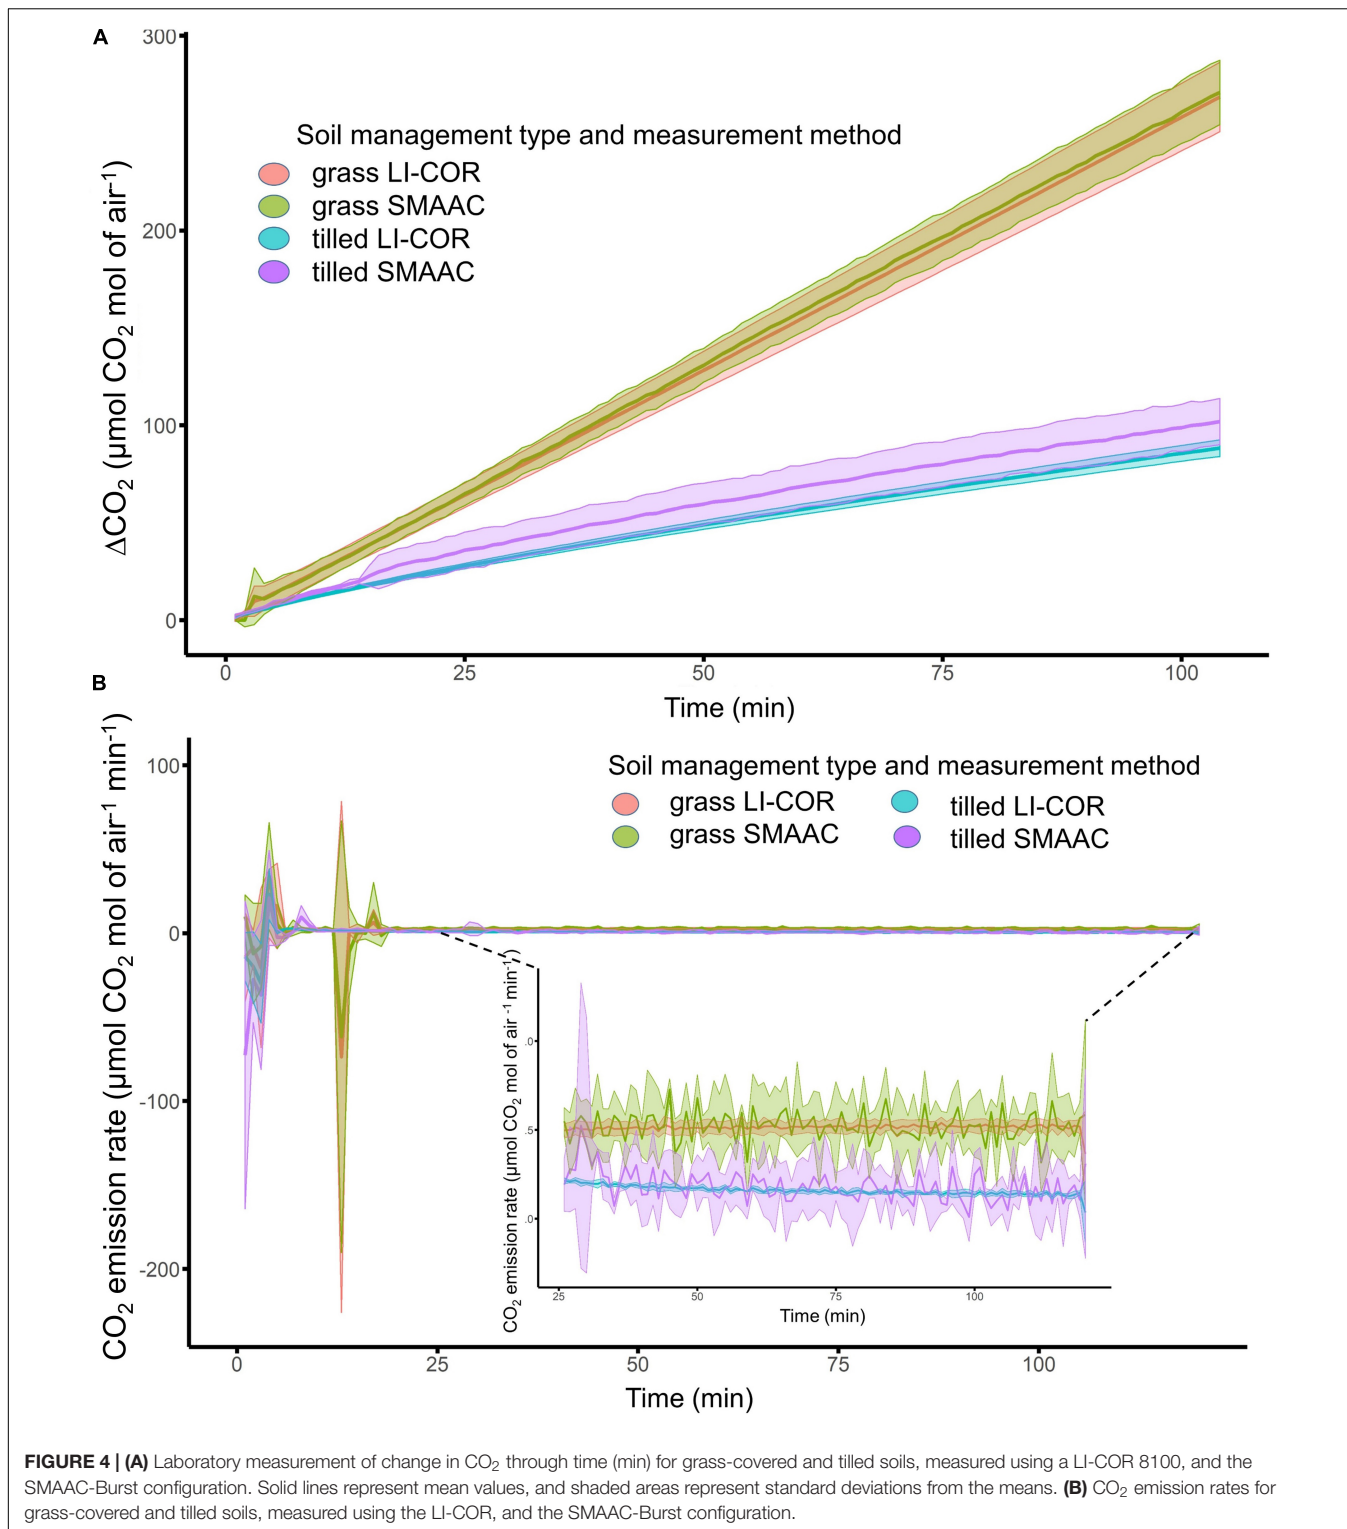 A
300
200
100
0
ΔCO₂ (µmol CO₂ mol of air⁻¹)
Soil management type and measurement method
grass LI-COR
grass SMAAC
tilled LI-COR
tilled SMAAC
0 25 50 75 100
Time (min)
B
100
0
-100
-200
CO₂ emission rate (µmol CO₂ mol of air⁻¹ min⁻¹)
Soil management type and measurement method
grass LI-COR tilled LI-COR
grass SMAAC tilled SMAAC
CO₂ emission rate (µmol CO₂ mol of air ⁻¹ min⁻¹)
.0
.5
.0
25 50 75 100
Time (min)
0 25 50 75 100
Time (min)
FIGURE 4 | (A) Laboratory measurement of change in CO₂ through time (min) for grass-covered and tilled soils, measured using a LI-COR 8100, and the
SMAAC-Burst configuration. Solid lines represent mean values, and shaded areas represent standard deviations from the means. (B) CO₂ emission rates for
grass-covered and tilled soils, measured using the LI-COR, and the SMAAC-Burst configuration.